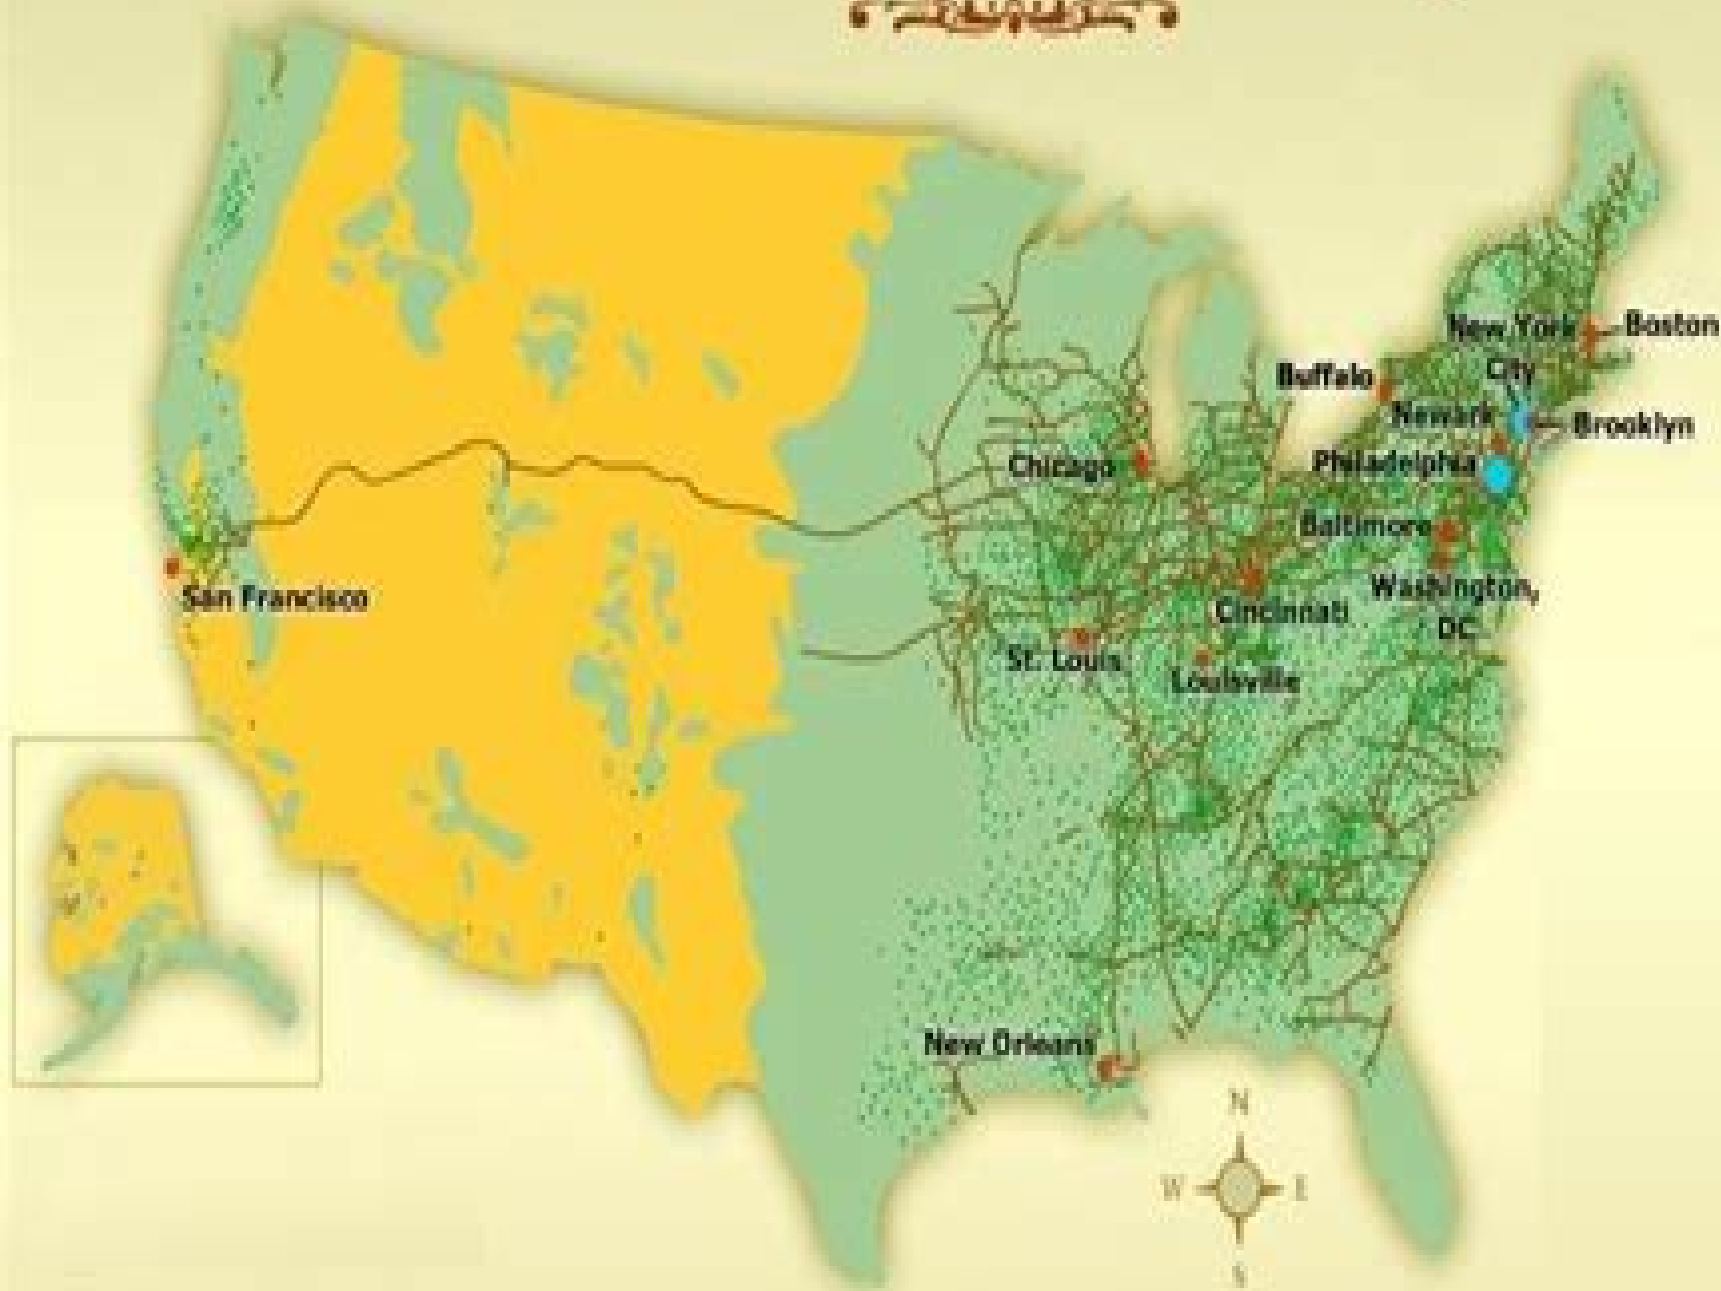 New York
City
Boston
Buffalo
Newark
Brooklyn
Chicago
Philadelphia
Baltimore
San Francisco
Washington,
DC
Cincinnati
St. Louis
Louisville
New Orleans
N
W E
S